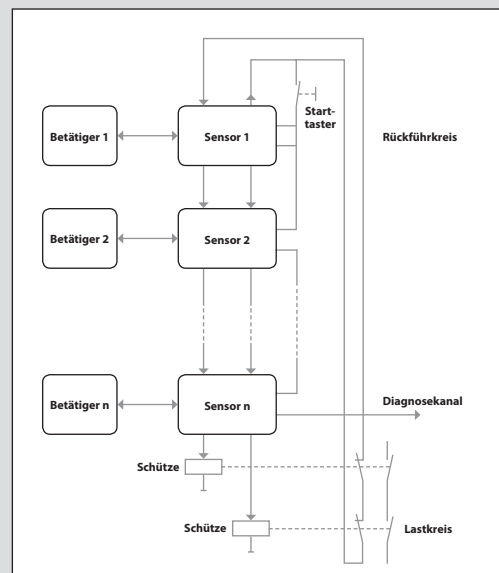 Start-
taster
Betätiger 1
Sensor 1
Rückführkreis
Betätiger 2
Sensor 2
Betätiger n
Sensor n
Diagnosekanal
Schütze
Schütze
Lastkreis